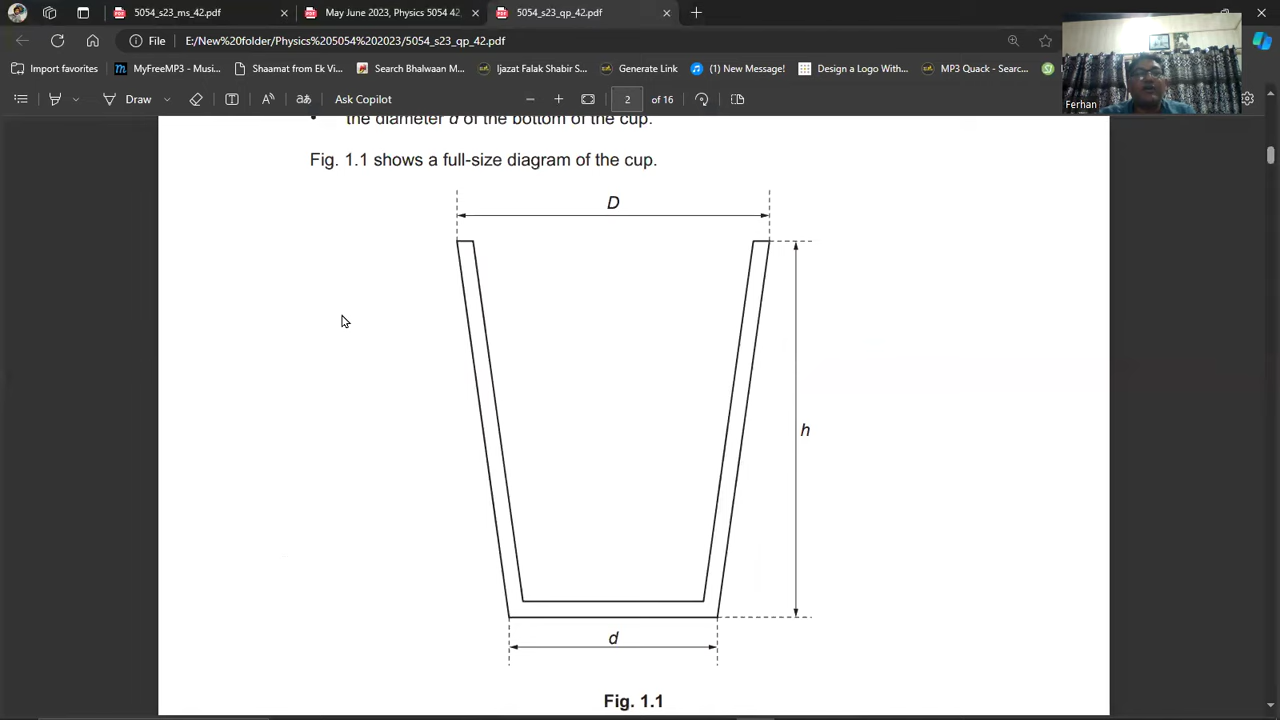 5054_s23_ms_42.pdf
May June 2023, Physics 5054 42
5054_s23_qp_42.pdf
File
E:/New%20folder/Physics%205054%202023/5054_s23_qp_42.pdf
Import favorites
MyFreeMP3 - Musi...
Shamat from Ek Vi...
Search Bhalwaan M...
Ijazat Falak Shabir S...
Generate Link
(1) New Message!
Design a Logo With...
MP3 Quack - Searc...
Draw
Ask Copilot
2
of 16
Ferhan
• the diameter d of the bottom of the cup.
Fig. 1.1 shows a full-size diagram of the cup.
D
h
d
Fig. 1.1